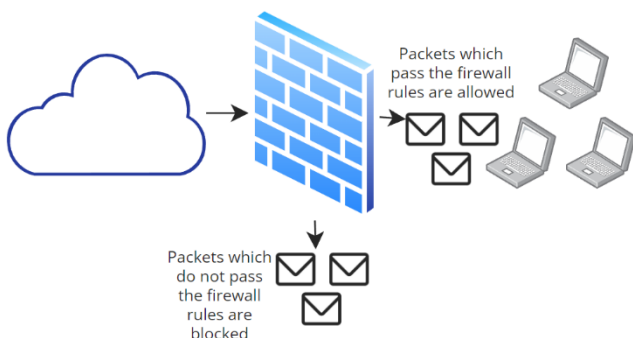 Packets which
pass the firewall
rules are allowed
Packets which
do not pass
the firewall
rules are
blocked